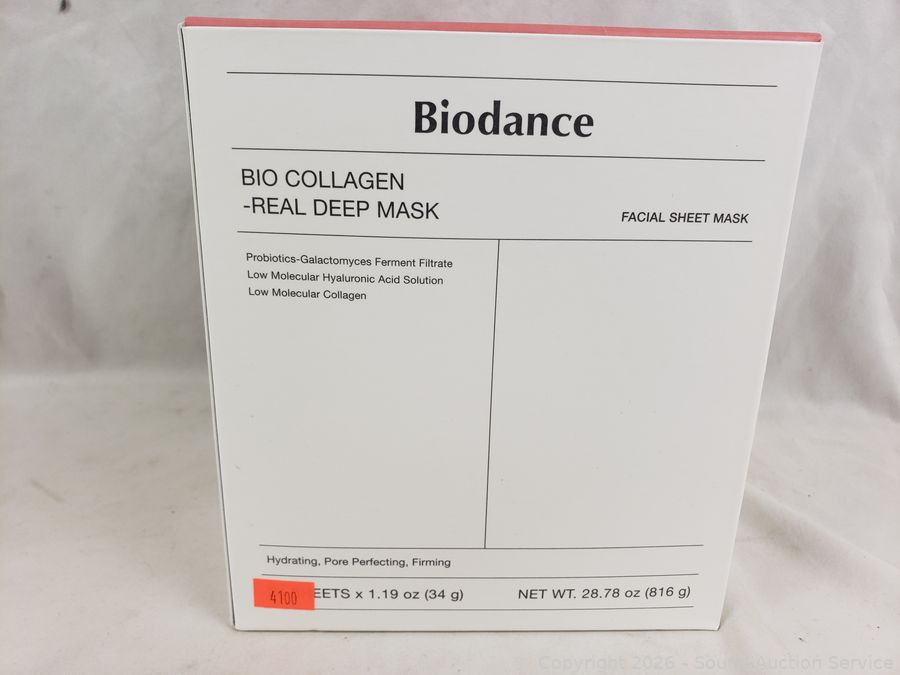 Biodance
BIO COLLAGEN
-REAL DEEP MASK
FACIAL SHEET MASK
Probiotics-Galactomyces Ferment Filtrate
Low Molecular Hyaluronic Acid Solution
Low Molecular Collagen
Hydrating, Pore Perfecting, Firming
4100
EETS x 1.19 oz (34 g)
NET WT. 28.78 oz (816 g)
Copyright 2026 - Sound Auction Service